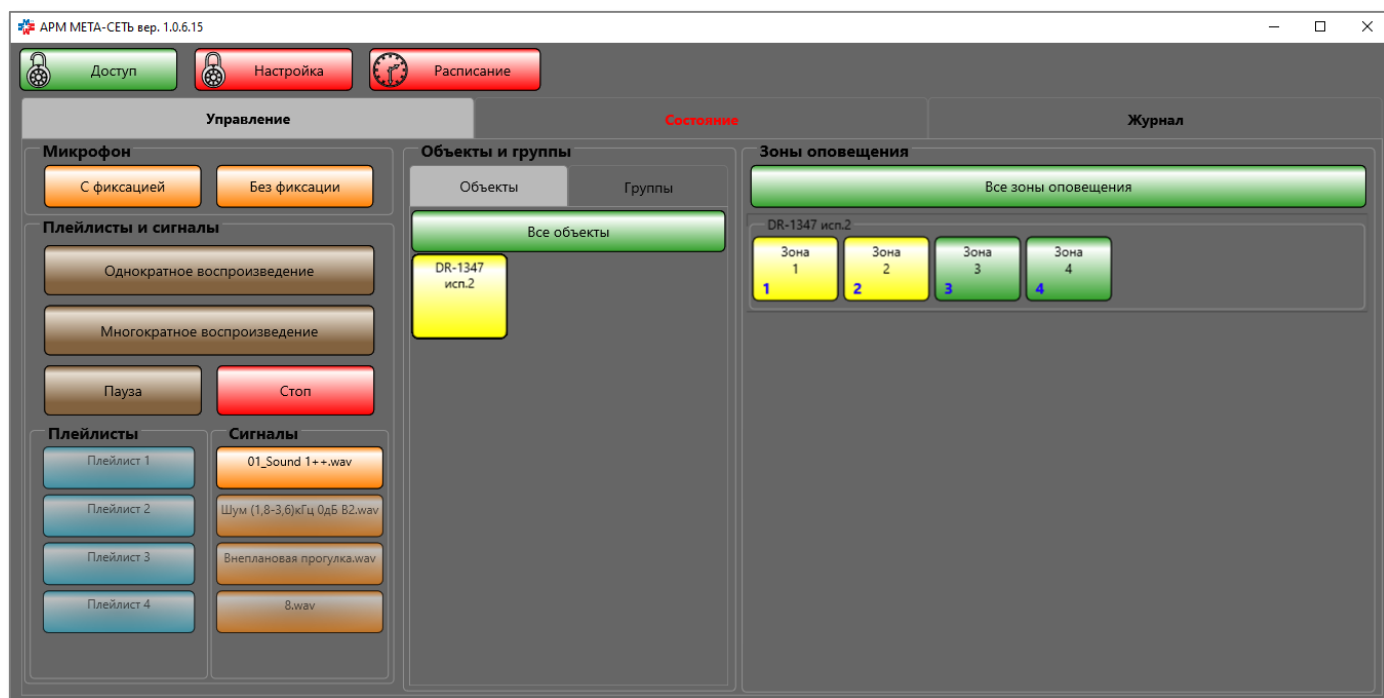 АРМ МЕТА-СЕТЬ вер. 1.0.6.15
Доступ
Настройка
Расписание
Управление
Состояние
Журнал
Микрофон
С фиксацией
Без фиксации
Плейлисты и сигналы
Однократное воспроизведение
Многократное воспроизведение
Пауза
Стоп
Плейлисты
Плейлист 1
Плейлист 2
Плейлист 3
Плейлист 4
Сигналы
01_Sound 1++.wav
Шум (1,8-3,6)кГц 0дБ В2.wav
Внеплановая прогулка.wav
8.wav
Объекты и группы
Объекты
Группы
Все объекты
DR-1347
исп.2
Зоны оповещения
Все зоны оповещения
DR-1347 исп.2
Зона
1
1
Зона
2
2
Зона
3
3
Зона
4
4